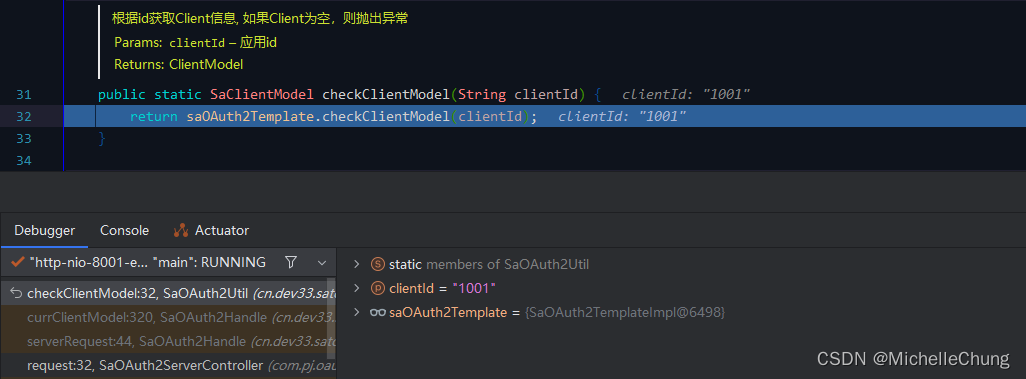 根据id获取Client信息, 如果Client为空，则抛出异常
Params: clientId – 应用id
Returns: ClientModel
31 public static SaClientModel checkClientModel(String clientId) { clientId: "1001"
32 return saOAuth2Template.checkClientModel(clientId); clientId: "1001"
33 }
34
Debugger Console Actuator
"http-nio-8001-e... "main": RUNNING
static members of SaOAuth2Util
checkClientModel:32, SaOAuth2Util (cn.dev33.sato
clientId = "1001"
currClientModel:320, SaOAuth2Handle (cn.dev33.
saOAuth2Template = {SaOAuth2TemplateImpl@6498}
serverRequest:44, SaOAuth2Handle (cn.dev33.sat
request:32, SaOAuth2ServerController (com.pj.oau
CSDN @MichelleChung